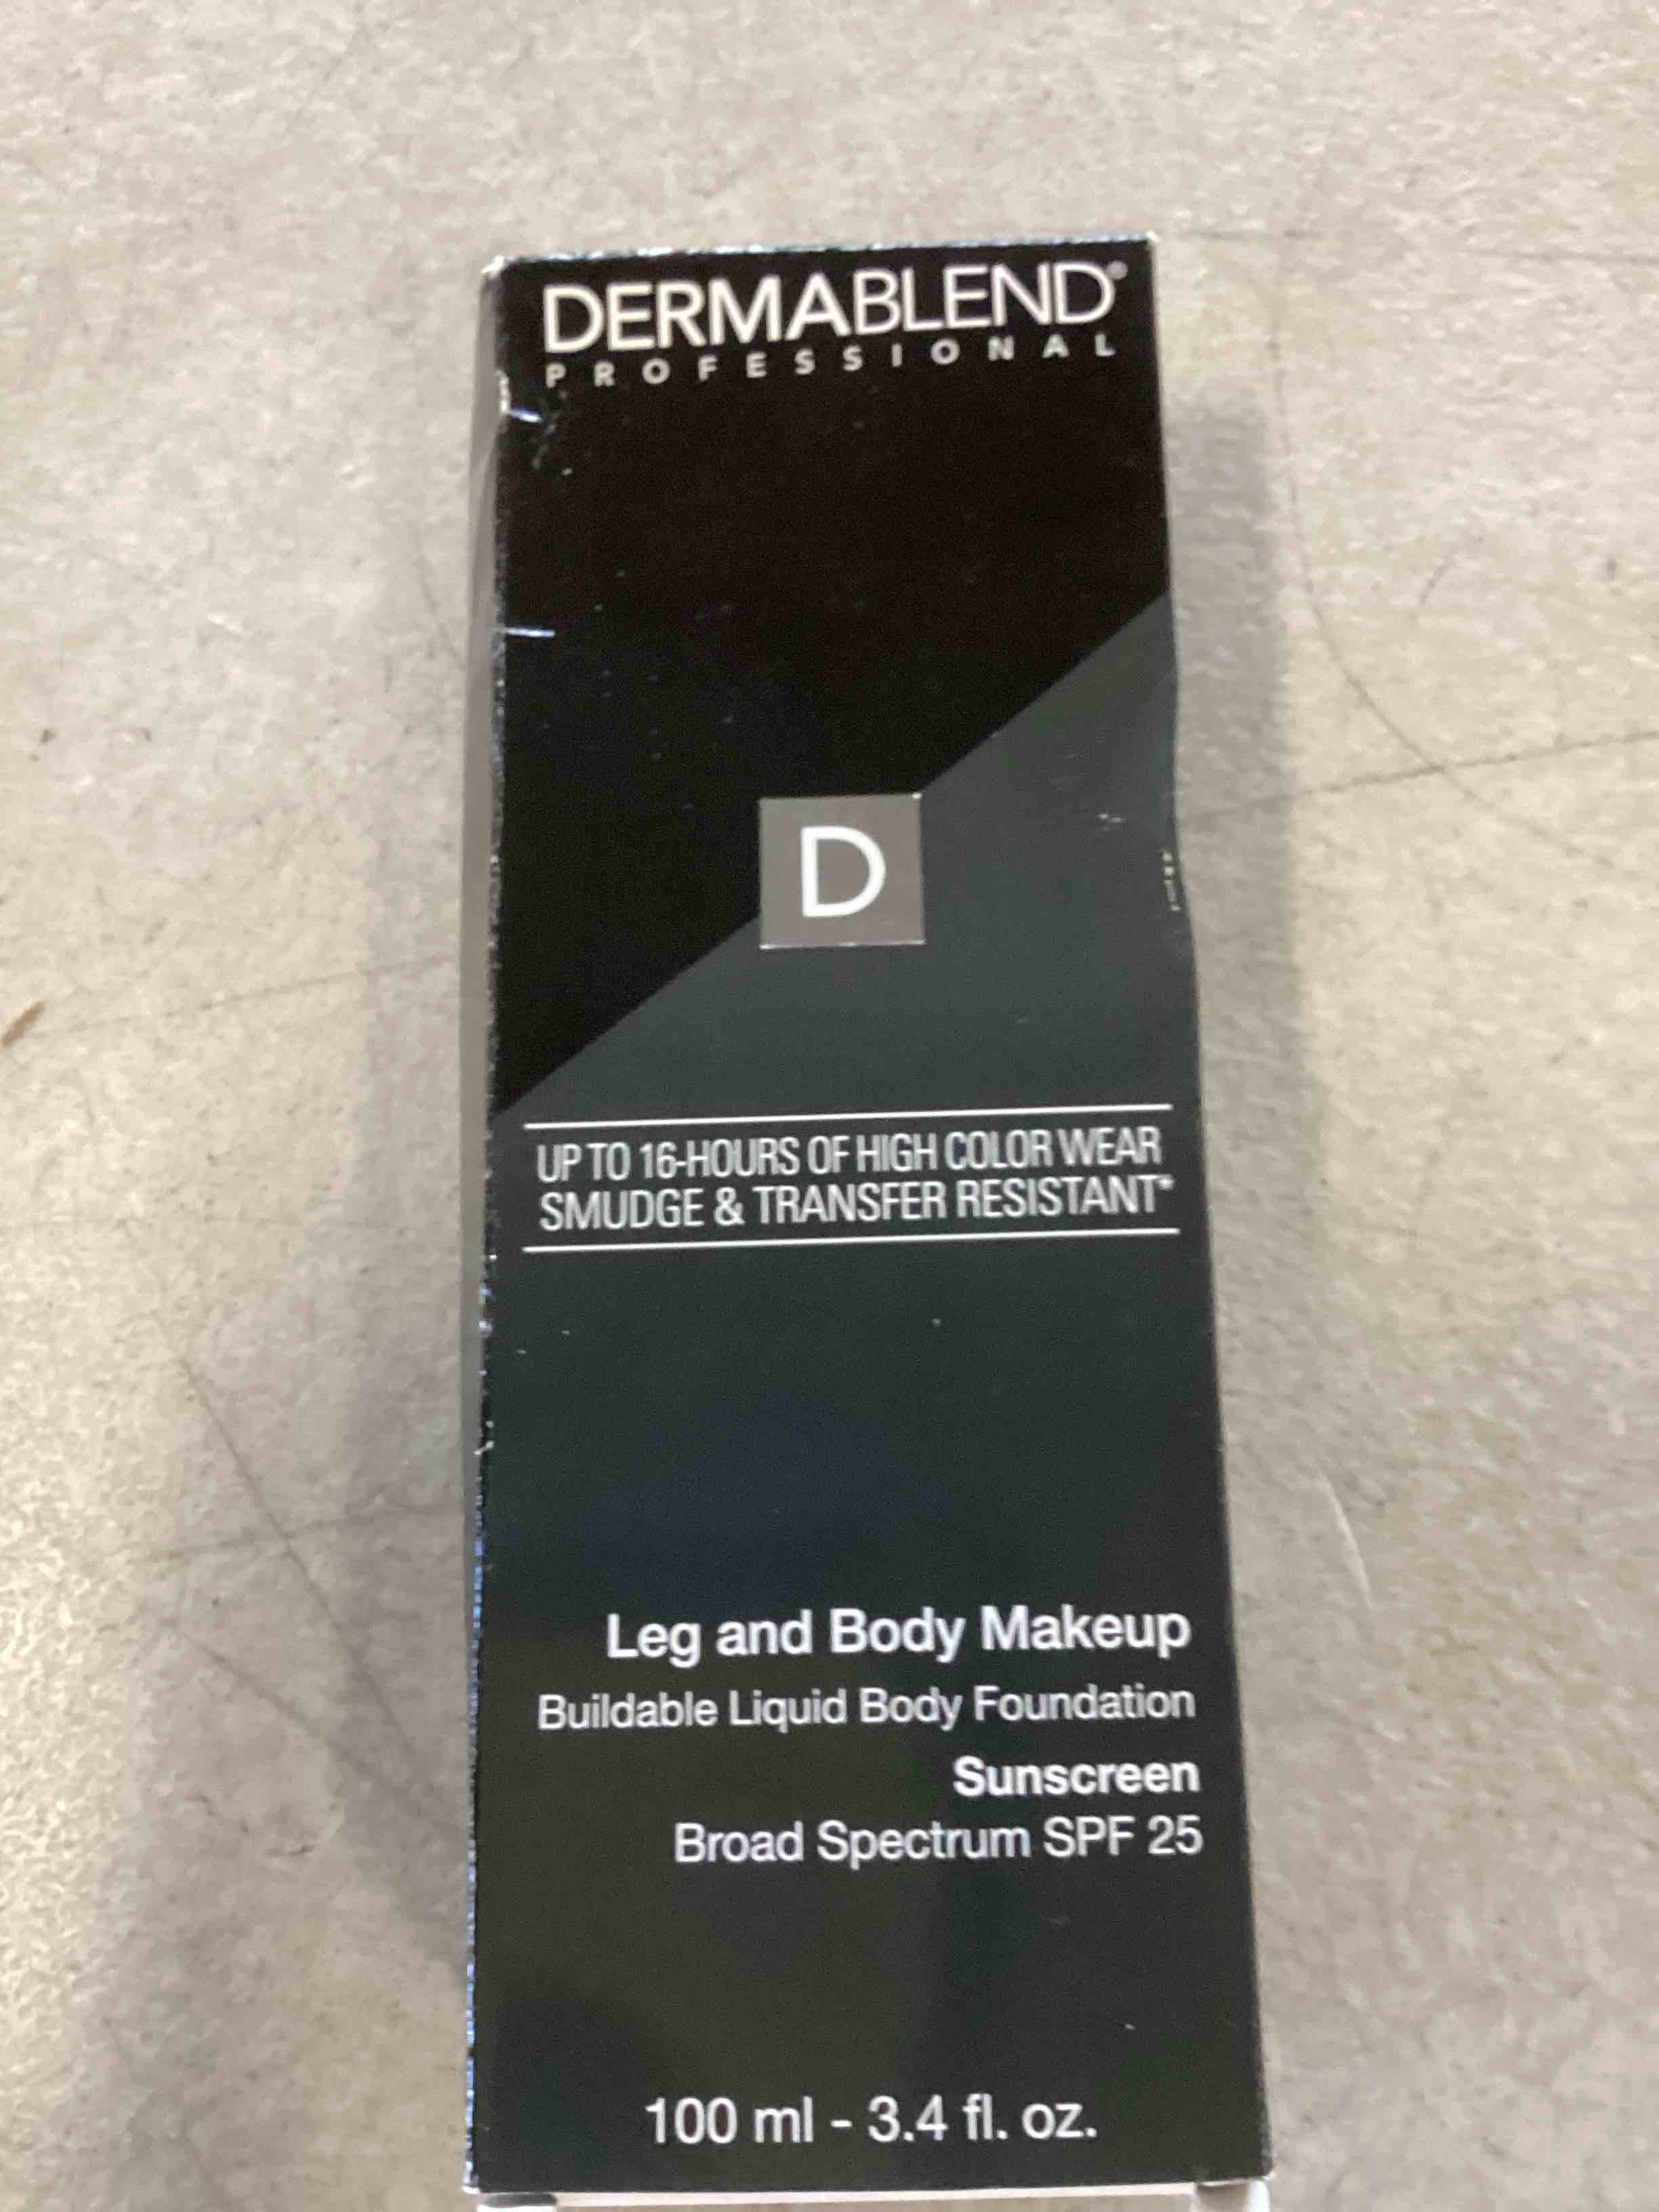 DERMABLEND®
PROFESSIONAL
D
UP TO 16-HOURS OF HIGH COLOR WEAR
SMUDGE & TRANSFER RESISTANT*
Leg and Body Makeup
Buildable Liquid Body Foundation
Sunscreen
Broad Spectrum SPF 25
100 ml - 3.4 fl. oz.